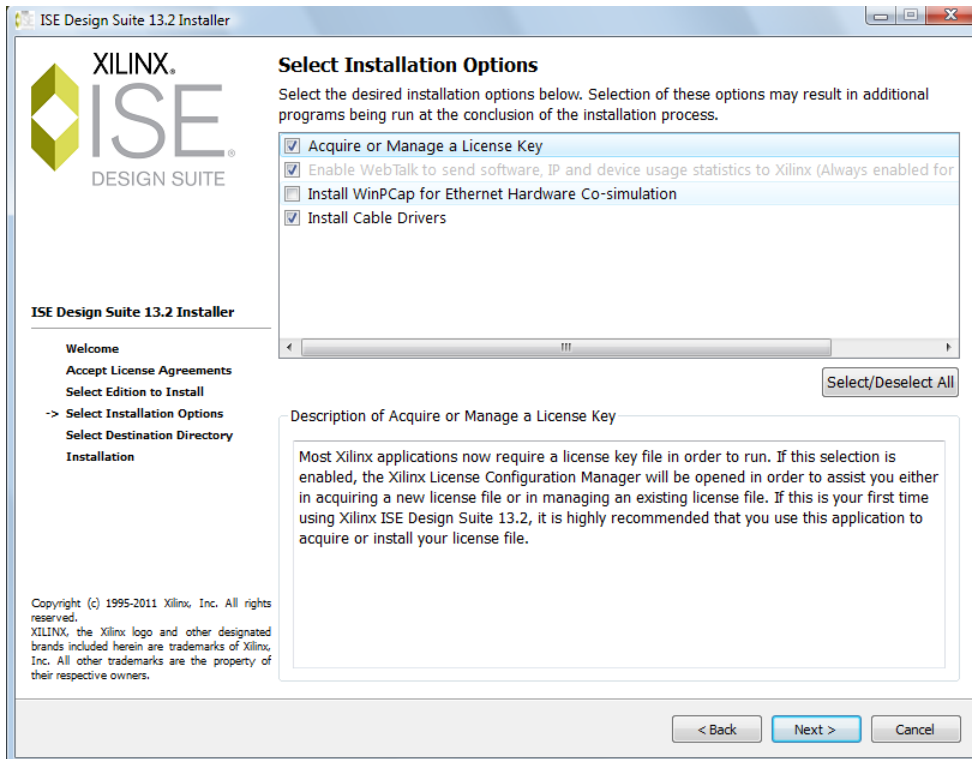 ISE Design Suite 13.2 Installer
XILINX®
ISE®
DESIGN SUITE
ISE Design Suite 13.2 Installer
Welcome
Accept License Agreements
Select Edition to Install
-> Select Installation Options
Select Destination Directory
Installation
Copyright (c) 1995-2011 Xilinx, Inc. All rights
reserved.
XILINX, the Xilinx logo and other designated
brands included herein are trademarks of Xilinx,
Inc. All other trademarks are the property of
their respective owners.
Select Installation Options
Select the desired installation options below. Selection of these options may result in additional
programs being run at the conclusion of the installation process.
Acquire or Manage a License Key
Enable WebTalk to send software, IP and device usage statistics to Xilinx (Always enabled for
Install WinPCap for Ethernet Hardware Co-simulation
Install Cable Drivers
Select/Deselect All
Description of Acquire or Manage a License Key
Most Xilinx applications now require a license key file in order to run. If this selection is
enabled, the Xilinx License Configuration Manager will be opened in order to assist you either
in acquiring a new license file or in managing an existing license file. If this is your first time
using Xilinx ISE Design Suite 13.2, it is highly recommended that you use this application to
acquire or install your license file.
< Back
Next >
Cancel